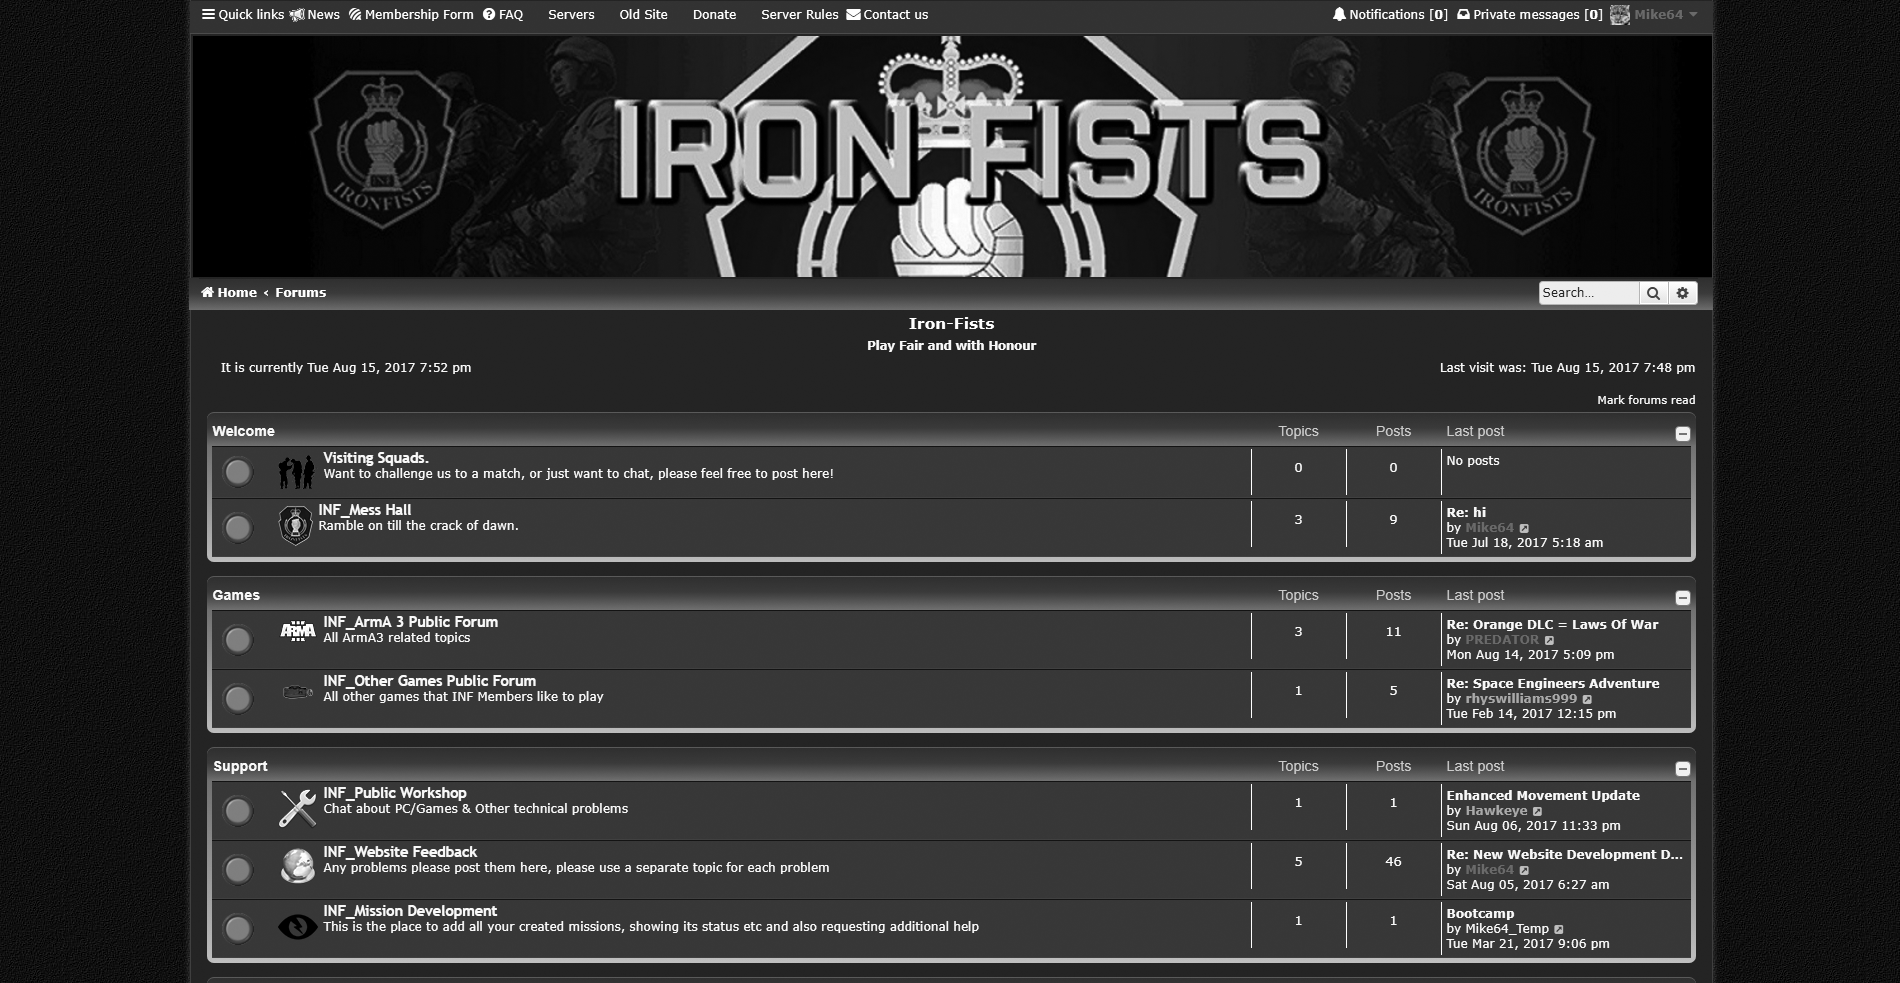 Quick links News Membership Form FAQ Servers Old Site Donate Server Rules Contact us Notifications [0] Private messages [0] Mike64
IRONFISTS
IRON FISTS
INF
IRONFISTS
Home ‹ Forums Search...
Iron-Fists
Play Fair and with Honour
It is currently Tue Aug 15, 2017 7:52 pm Last visit was: Tue Aug 15, 2017 7:48 pm
Mark forums read
Welcome Topics Posts Last post
Visiting Squads.
Want to challenge us to a match, or just want to chat, please feel free to post here!
0 0 No posts
INF_Mess Hall
Ramble on till the crack of dawn.
3 9 Re: hi
by Mike64
Tue Jul 18, 2017 5:18 am
Games Topics Posts Last post
ARMA III
INF_ArmA 3 Public Forum
All ArmA3 related topics
3 11 Re: Orange DLC = Laws Of War
by PREDATOR
Mon Aug 14, 2017 5:09 pm
INF_Other Games Public Forum
All other games that INF Members like to play
1 5 Re: Space Engineers Adventure
by rhyswilliams999
Tue Feb 14, 2017 12:15 pm
Support Topics Posts Last post
INF_Public Workshop
Chat about PC/Games & Other technical problems
1 1 Enhanced Movement Update
by Hawkeye
Sun Aug 06, 2017 11:33 pm
INF_Website Feedback
Any problems please post them here, please use a separate topic for each problem
5 46 Re: New Website Development D...
by Mike64
Sat Aug 05, 2017 6:27 am
INF_Mission Development
This is the place to add all your created missions, showing its status etc and also requesting additional help
1 1 Bootcamp
by Mike64_Temp
Tue Mar 21, 2017 9:06 pm